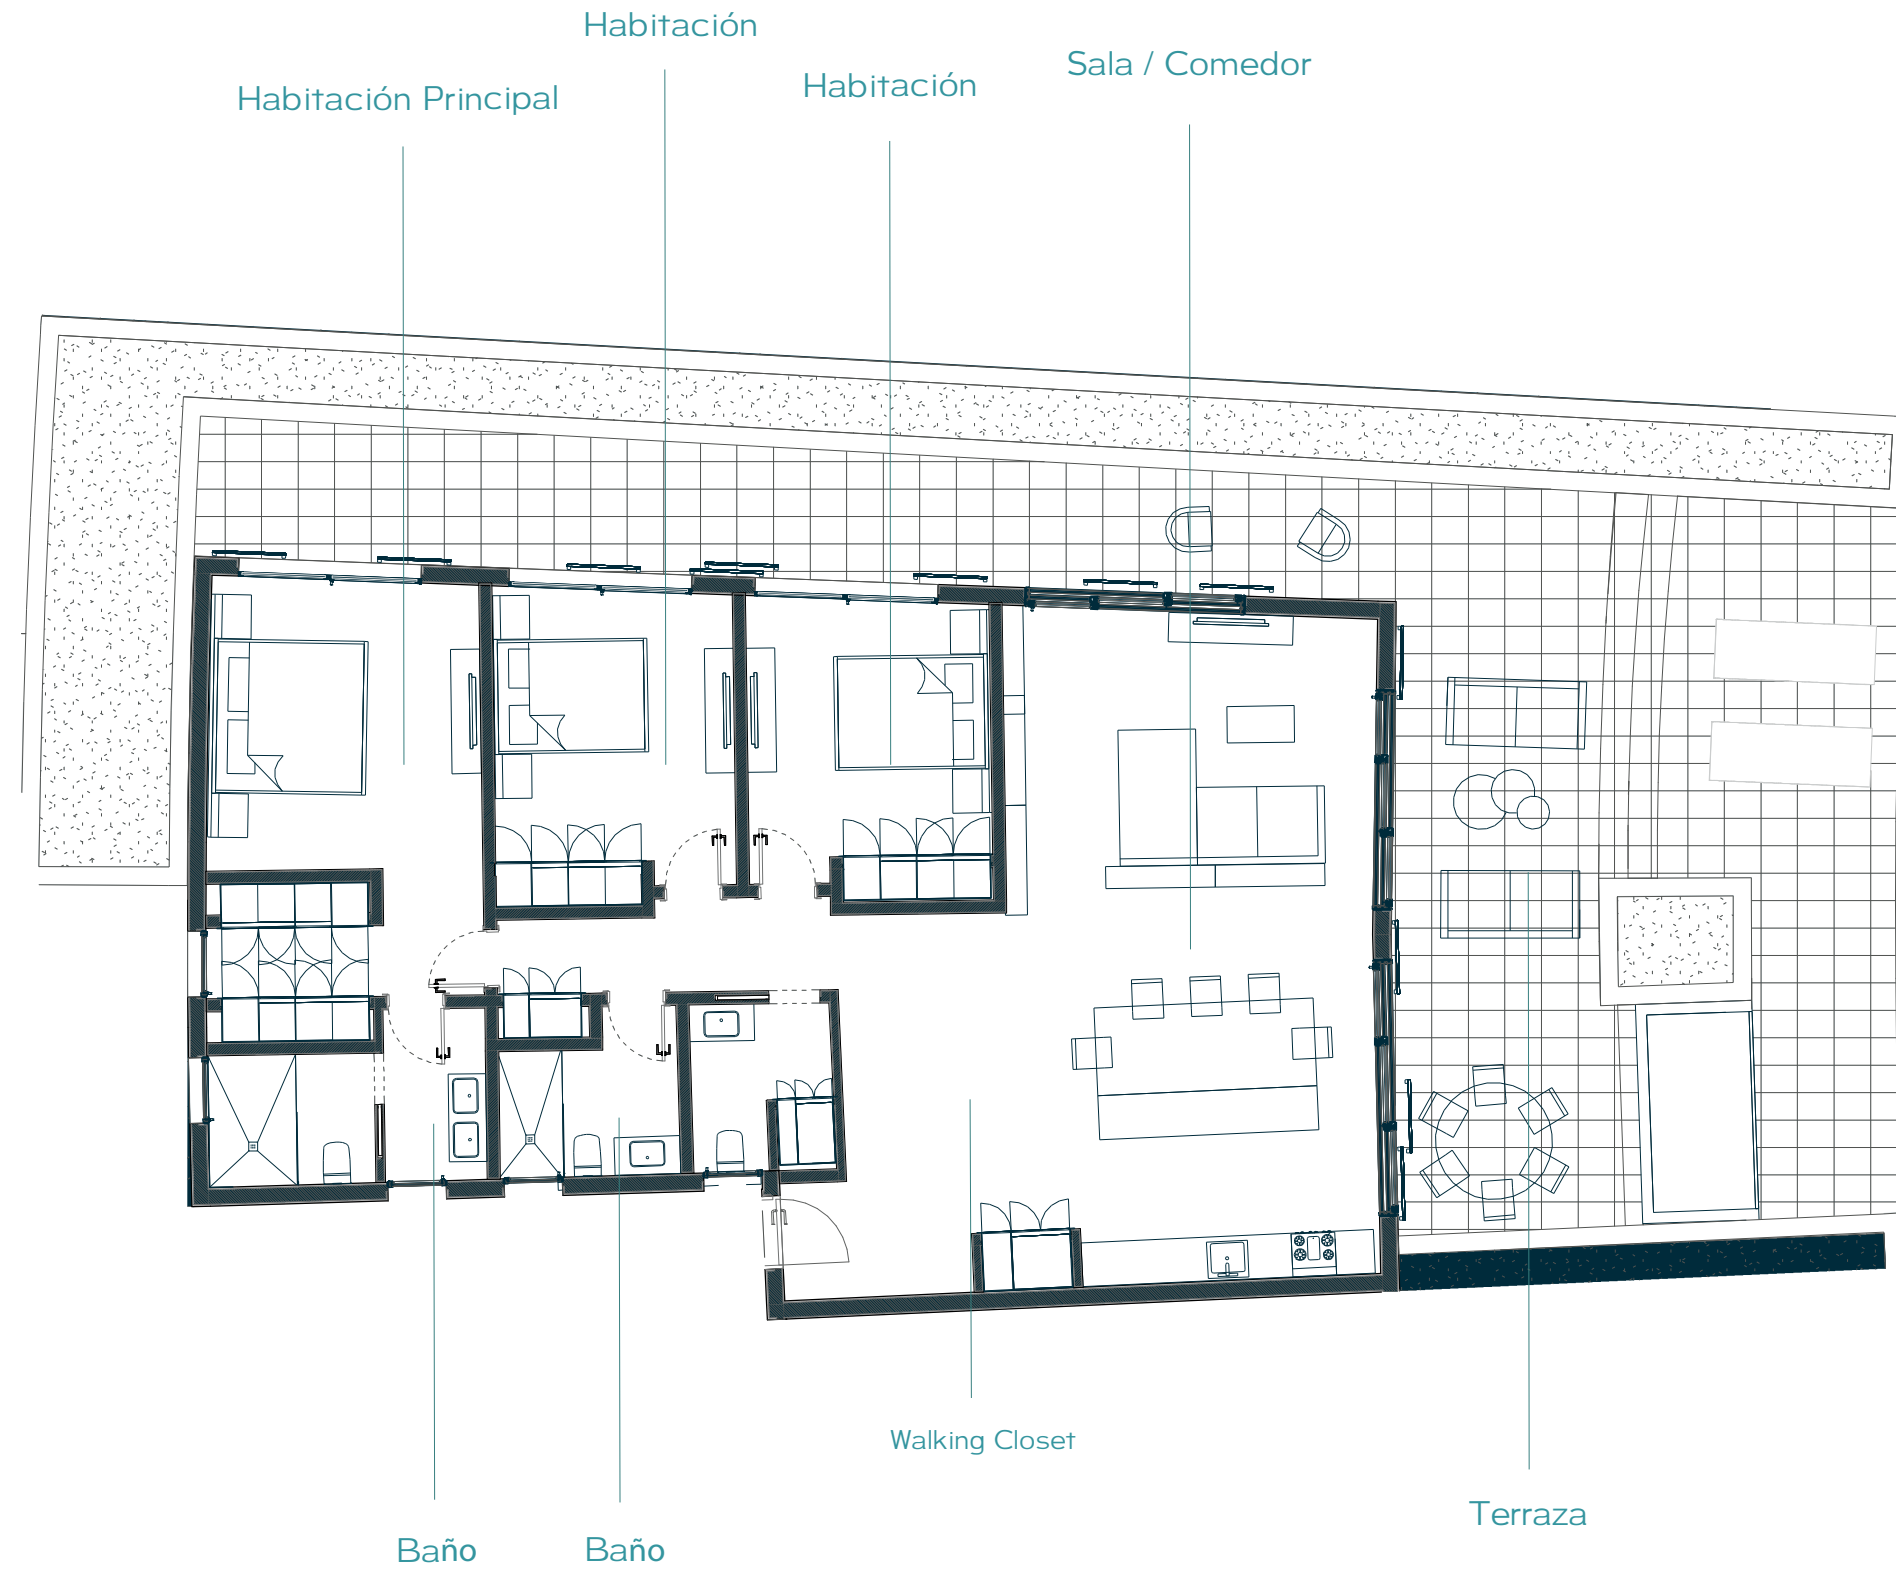 Habitación
Sala / Comedor
Habitación
Habitación Principal
Walking Closet
Terraza
Baño
Baño